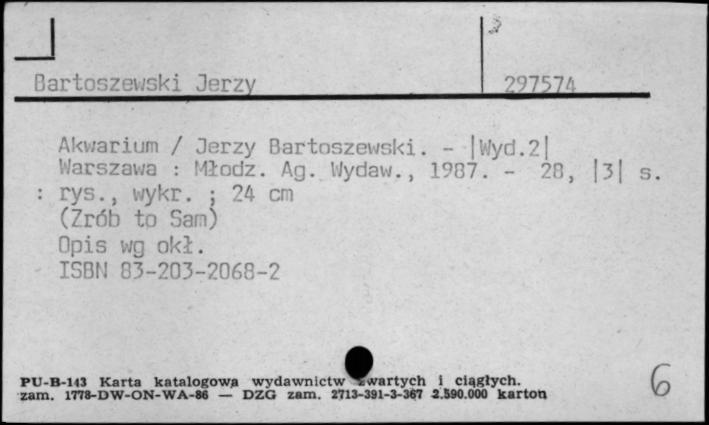 Bartoszewski Jerzy 297574
Akwarium / Jerzy Bartoszewski. - |Wyd.2|
Warszawa : Młodz. Ag. Wydaw., 1987. - 28, |3| s.
: rys., wykr. ; 24 cm
(Zrób to Sam)
Opis wg okł.
ISBN 83-203-2068-2
PU-B-143 Karta katalogowa wydawnictw zwartych i ciągłych.
zam. 1778-DW-ON-WA-86 — DZG zam. 2713-391-3-367 2.590.000 karton
6